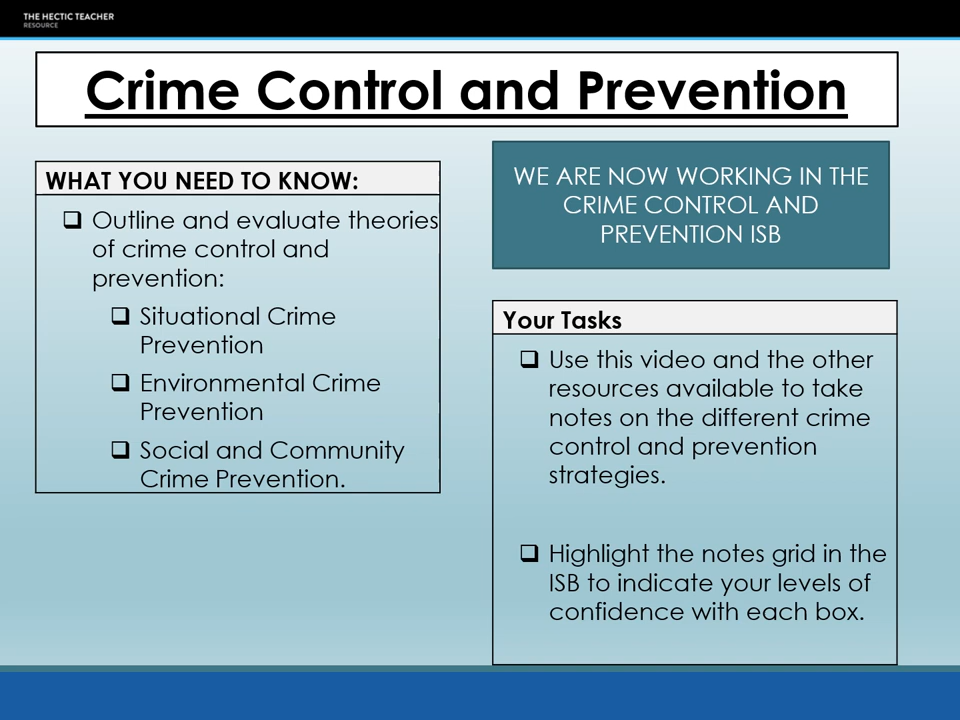 THE HECTIC TEACHER
RESOURCE
Crime Control and Prevention
WHAT YOU NEED TO KNOW:
❑ Outline and evaluate theories
of crime control and
prevention:
❑ Situational Crime
Prevention
❑ Environmental Crime
Prevention
❑ Social and Community
Crime Prevention.
WE ARE NOW WORKING IN THE
CRIME CONTROL AND
PREVENTION ISB
Your Tasks
❑ Use this video and the other
resources available to take
notes on the different crime
control and prevention
strategies.
❑ Highlight the notes grid in the
ISB to indicate your levels of
confidence with each box.